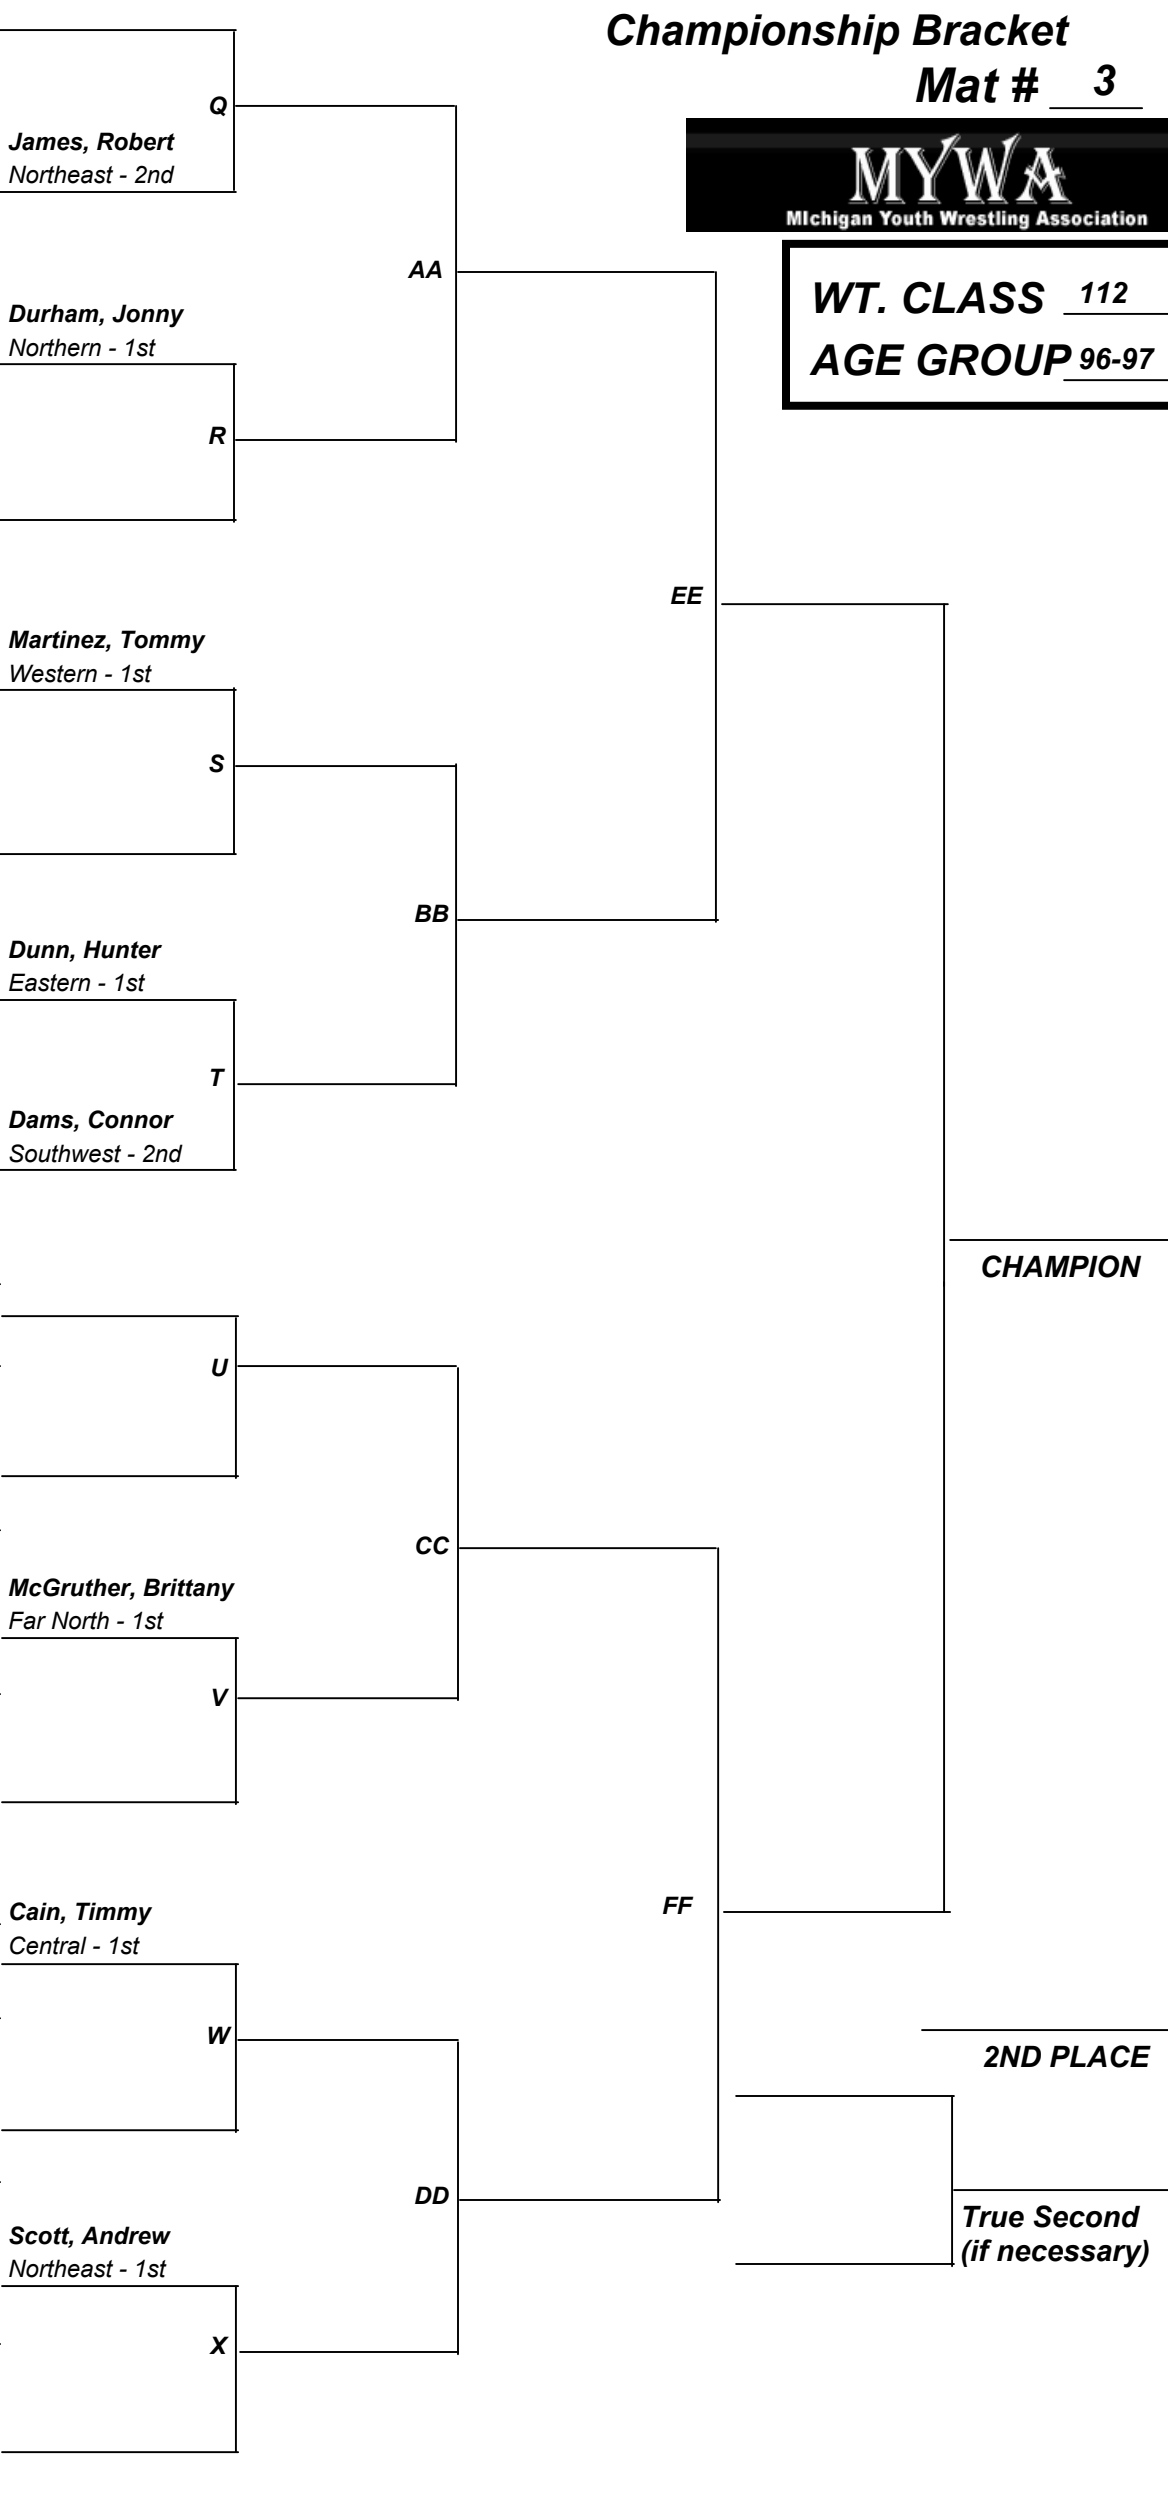 Championship Bracket
Mat # 3
MYWA
MIchigan Youth Wrestling Association
WT. CLASS 112
AGE GROUP 96-97
Q
James, Robert
Northeast - 2nd
AA
Durham, Jonny
Northern - 1st
R
EE
Martinez, Tommy
Western - 1st
S
BB
Dunn, Hunter
Eastern - 1st
T
Dams, Connor
Southwest - 2nd
CHAMPION
U
CC
McGruther, Brittany
Far North - 1st
V
FF
Cain, Timmy
Central - 1st
W
2ND PLACE
DD
True Second
(if necessary)
Scott, Andrew
Northeast - 1st
X